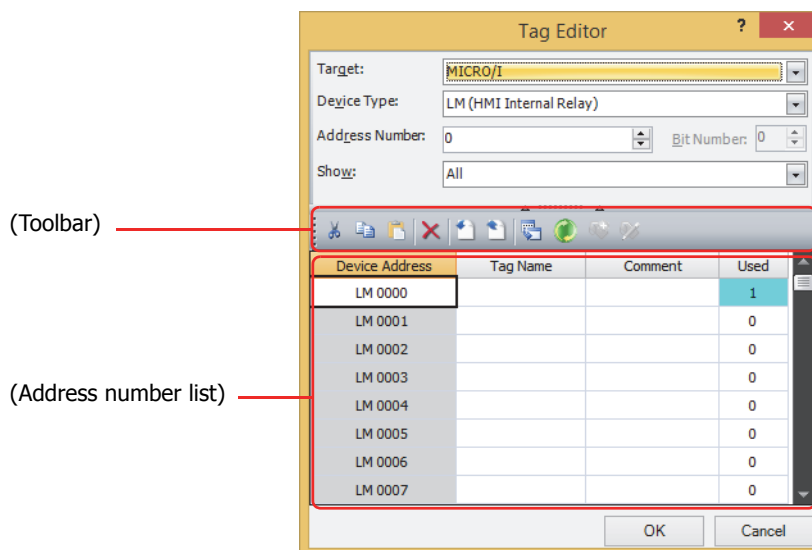 Tag Editor ? ×
Target: MICRO/I
Device Type: LM (HMI Internal Relay)
Address Number: 0 Bit Number: 0
Show: All
(Toolbar)
Device Address Tag Name Comment Used
LM 0000 1
LM 0001 0
LM 0002 0
LM 0003 0
(Address number list)
LM 0004 0
LM 0005 0
LM 0006 0
LM 0007 0
OK Cancel